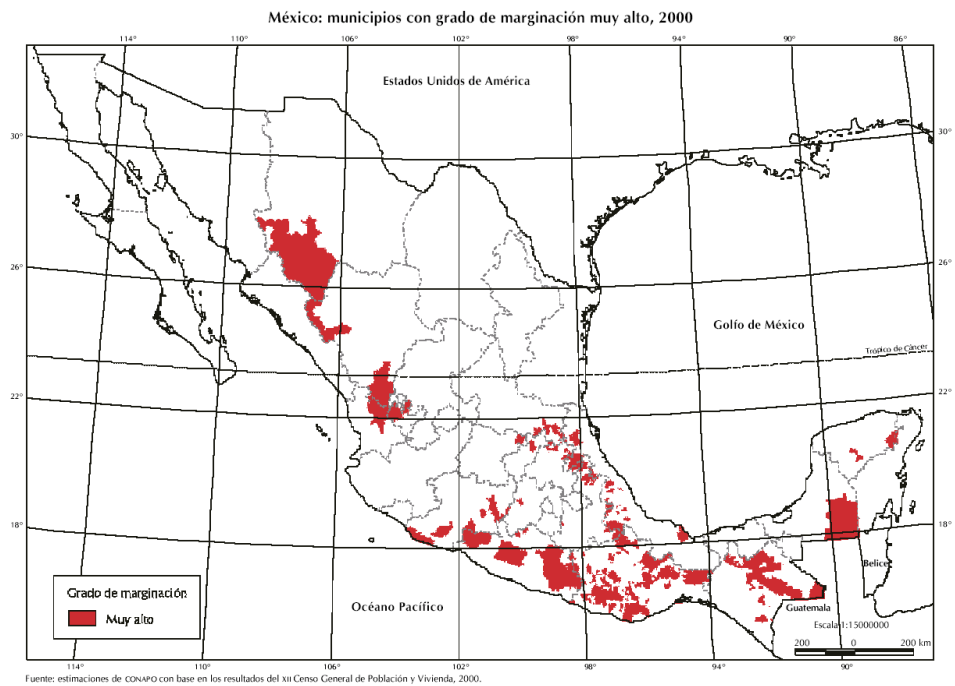 México: municipios con grado de marginación muy alto, 2000
114° 110° 106° 102° 98° 94° 90° 86°
Estados Unidos de América
30° 30°
26° 26°
Golfo de México
Trópico de Cáncer
22° 22°
18° 18°
Belice
Grado de marginación
Muy alto
Océano Pacífico
Guatemala
Escala 1:15000000
200 0 200 km
114° 110° 106° 102° 98° 94° 90°
Fuente: estimaciones de CONAPO con base en los resultados del XII Censo General de Población y Vivienda, 2000.